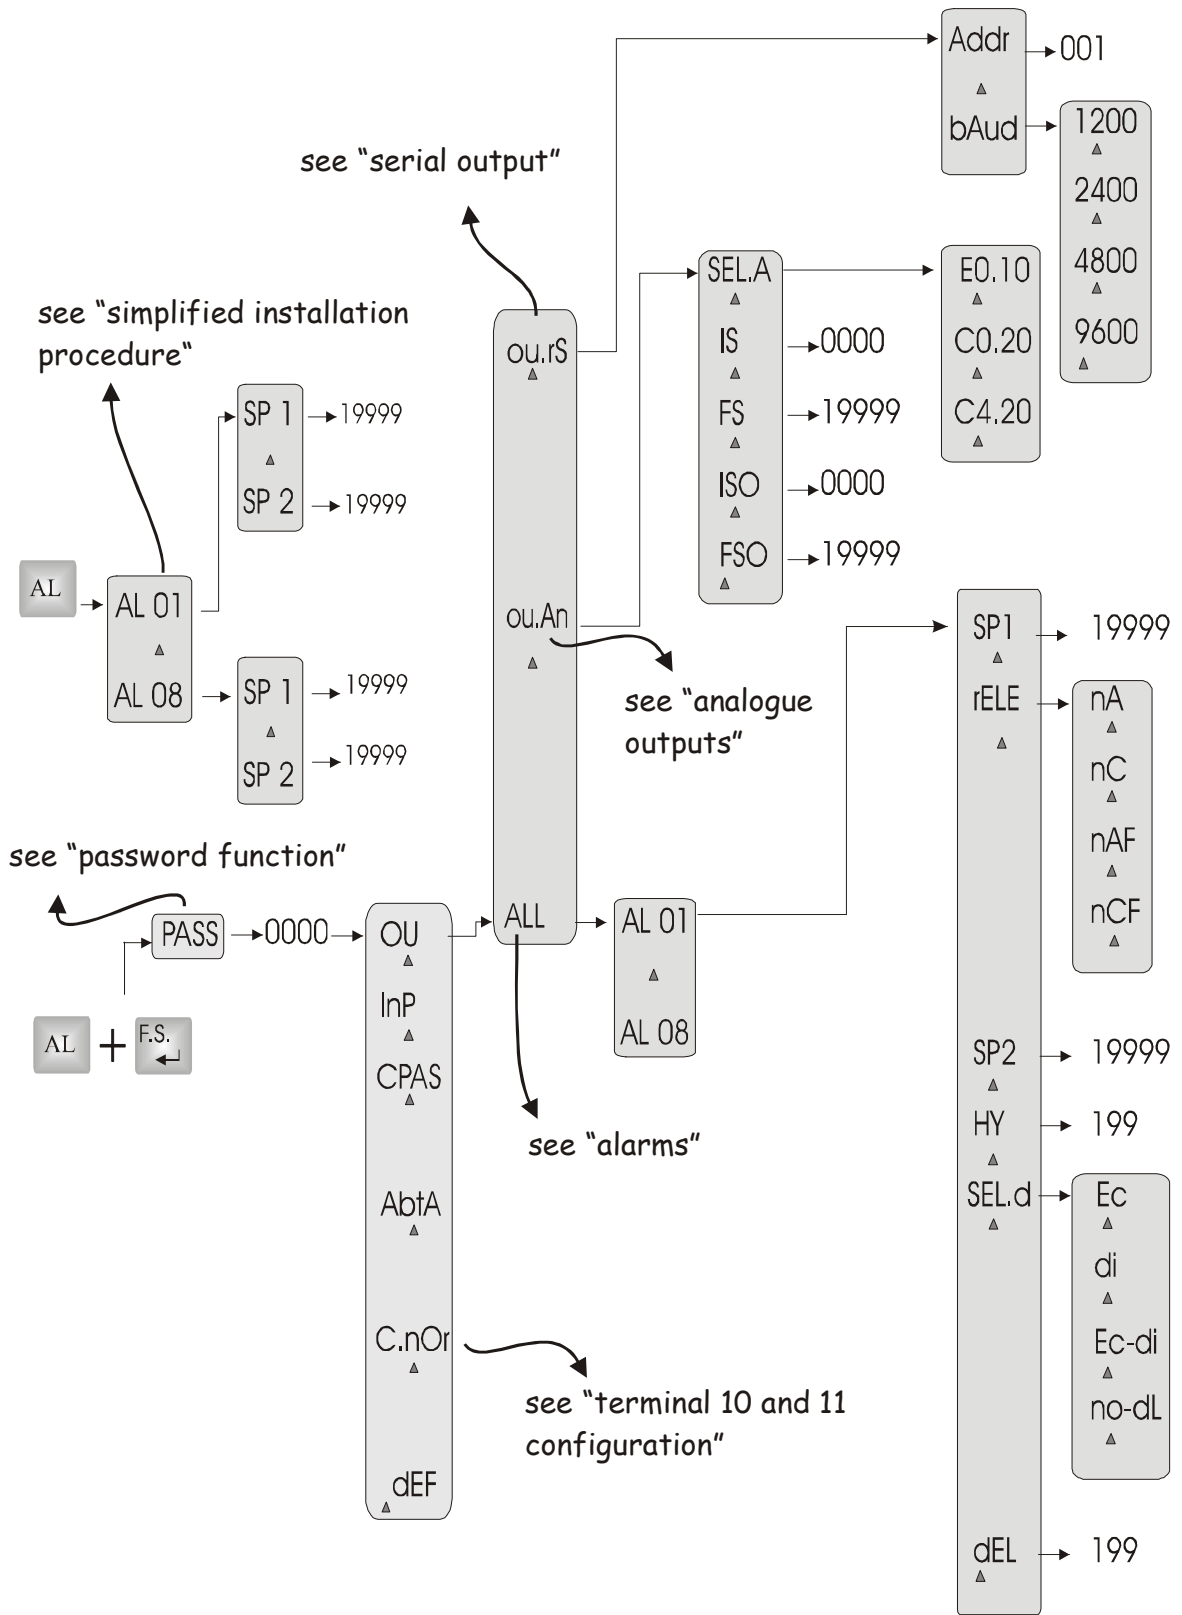 Addr
001
bAud
1200
2400
4800
9600
see “serial output”
SEL.A
E0.10
C0.20
C4.20
IS
0000
FS
19999
ISO
0000
FSO
19999
see “simplified installation
procedure“
ou.rS
SP 1
19999
SP 2
19999
AL
AL 01
AL 08
SP 1
19999
SP 2
19999
ou.An
see “analogue
outputs”
SP1
19999
rELE
nA
nC
nAF
nCF
see “password function”
PASS
0000
OU
ALL
AL 01
AL 08
AL
+
F.S.
InP
CPAS
see “alarms”
SP2
19999
HY
199
SEL.d
Ec
di
Ec-di
no-dL
AbtA
C.nOr
see “terminal 10 and 11
configuration”
dEF
dEL
199